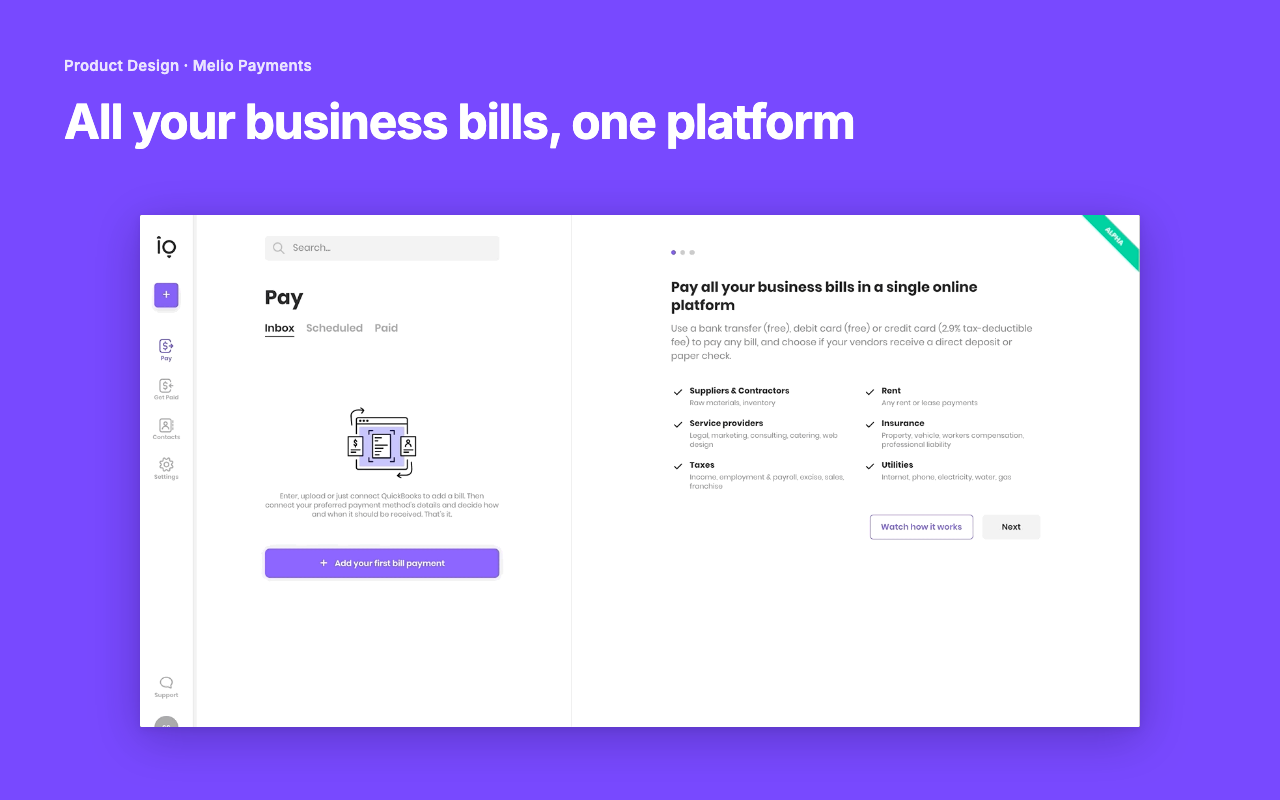 Product Design · Melio Payments
All your business bills, one platform
io
Search...
Pay
Inbox Scheduled Paid
Pay
Get Paid
Contacts
Settings
Support
Enter, upload or just connect QuickBooks to add a bill. Then
connect your preferred payment method's details and decide how
and when it should be received. That's it.
+ Add your first bill payment
ALPHA
Pay all your business bills in a single online
platform
Use a bank transfer (free), debit card (free) or credit card (2.9% tax-deductible
fee) to pay any bill, and choose if your vendors receive a direct deposit or
paper check.
Suppliers & Contractors
Raw materials, inventory
Rent
Any rent or lease payments
Service providers
Legal, marketing, consulting, catering, web
design
Insurance
Property, vehicle, workers compensation,
professional liability
Taxes
Income, employment & payroll, excise, sales,
franchise
Utilities
Internet, phone, electricity, water, gas
Watch how it works
Next